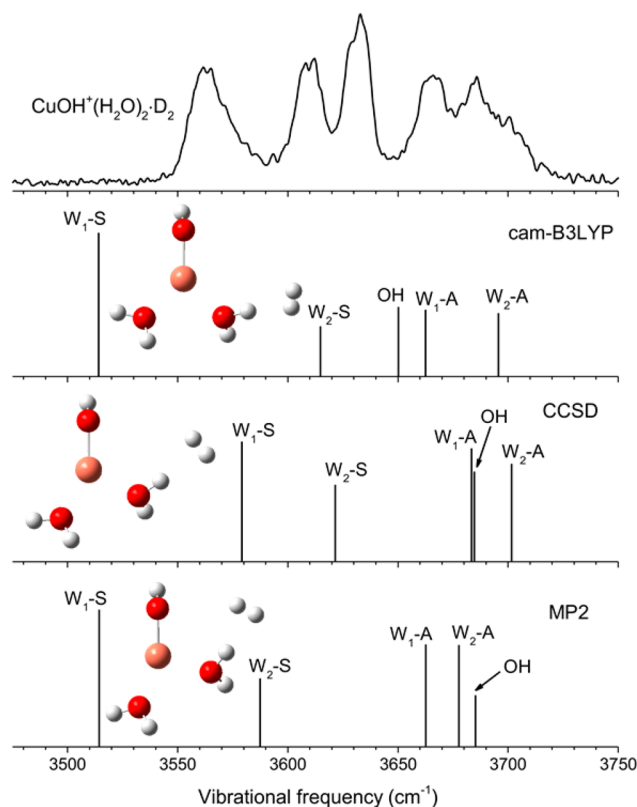 CuOH⁺(H₂O)₂·D₂
cam-B3LYP
W₁-S
W₂-S
OH
W₁-A
W₂-A
CCSD
W₁-S
W₂-S
W₁-A
OH
W₂-A
MP2
W₁-S
W₂-S
W₁-A
W₂-A
OH
3500 3550 3600 3650 3700 3750
Vibrational frequency (cm⁻¹)